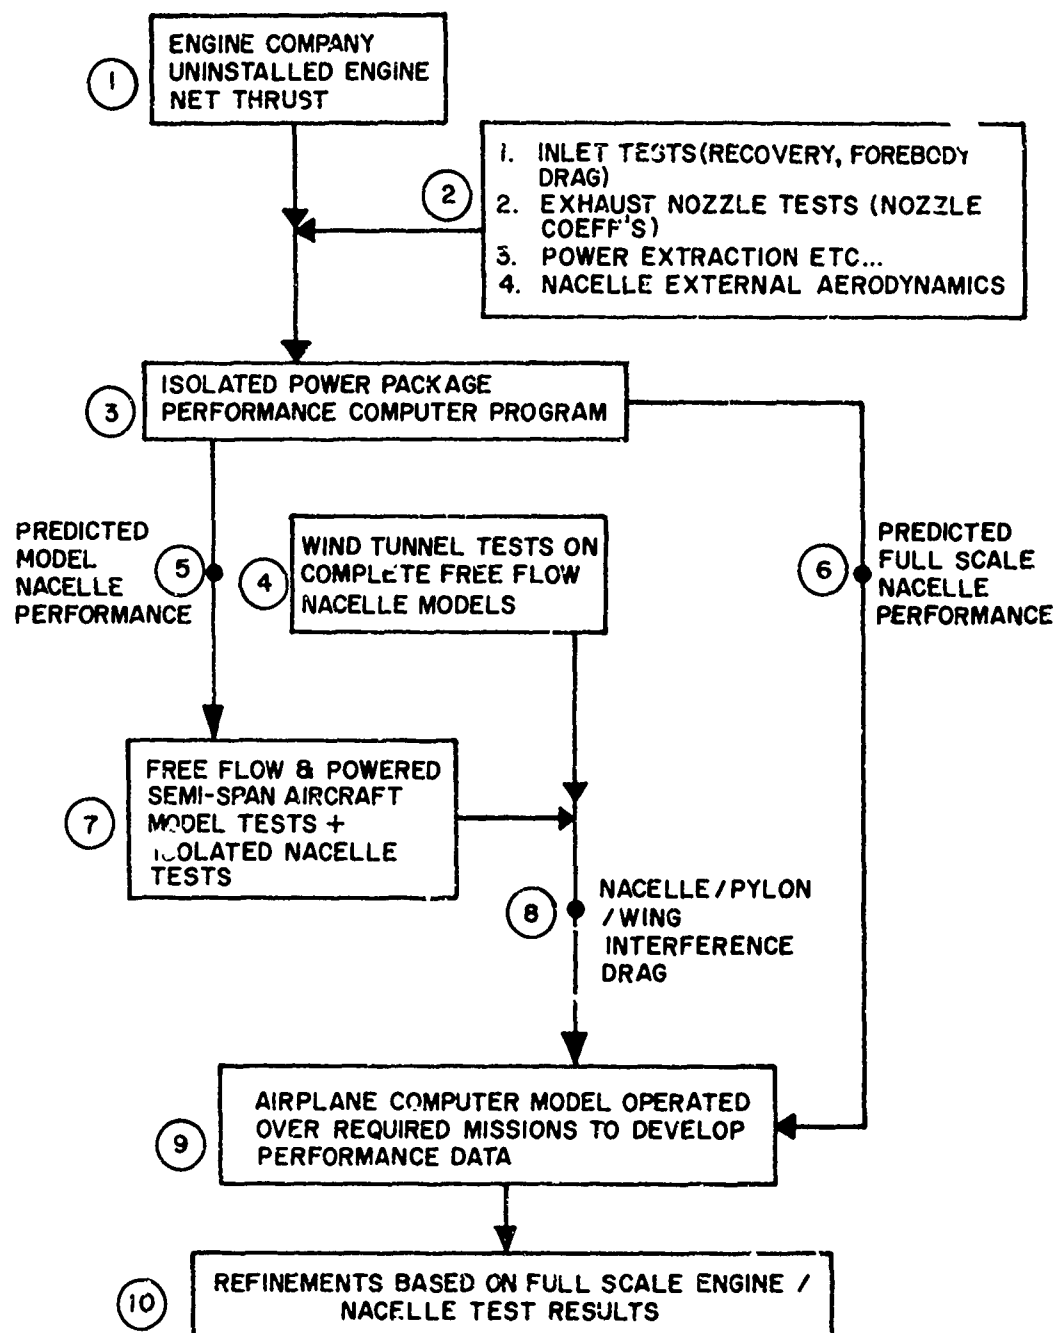 ENGINE COMPANY
UNINSTALLED ENGINE
NET THRUST
1
1. INLET TESTS (RECOVERY, FOREBODY
DRAG)
2. EXHAUST NOZZLE TESTS (NOZZLE
COEFF'S)
3. POWER EXTRACTION ETC...
4. NACELLE EXTERNAL AERODYNAMICS
2
ISOLATED POWER PACKAGE
PERFORMANCE COMPUTER PROGRAM
3
PREDICTED
MODEL
NACELLE
PERFORMANCE
5
WIND TUNNEL TESTS ON
COMPLETE FREE FLOW
NACELLE MODELS
4
6
PREDICTED
FULL SCALE
NACELLE
PERFORMANCE
FREE FLOW & POWERED
SEMI-SPAN AIRCRAFT
MODEL TESTS +
ISOLATED NACELLE
TESTS
7
8
NACELLE/PYLON
/WING
INTERFERENCE
DRAG
AIRPLANE COMPUTER MODEL OPERATED
OVER REQUIRED MISSIONS TO DEVELOP
PERFORMANCE DATA
9
REFINEMENTS BASED ON FULL SCALE ENGINE /
NACELLE TEST RESULTS
10